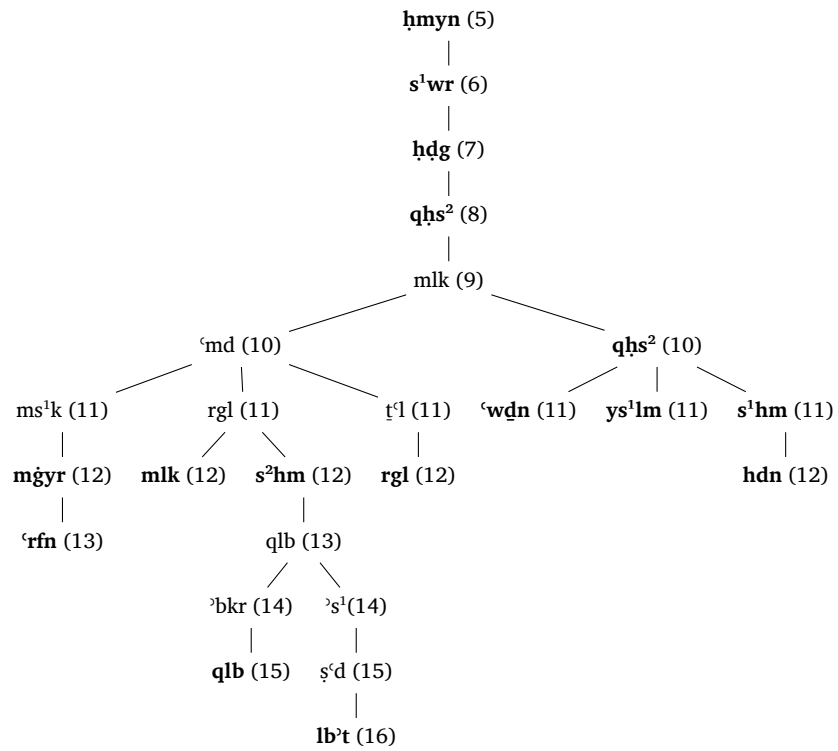 ḥmyn (5)
s¹wr (6)
ḥḍg (7)
qḥs² (8)
mlk (9)
ʿmd (10) qḥs² (10)
ms¹k (11) rgl (11) ṯʿl (11) ʿwḏn (11) ys¹lm (11) s¹hm (11)
mġyr (12) mlk (12) s²hm (12) rgl (12) hdn (12)
ʿrfn (13) qlb (13)
ʾbkr (14) ʾs¹(14)
qlb (15) ṣʿd (15)
lbʾt (16)